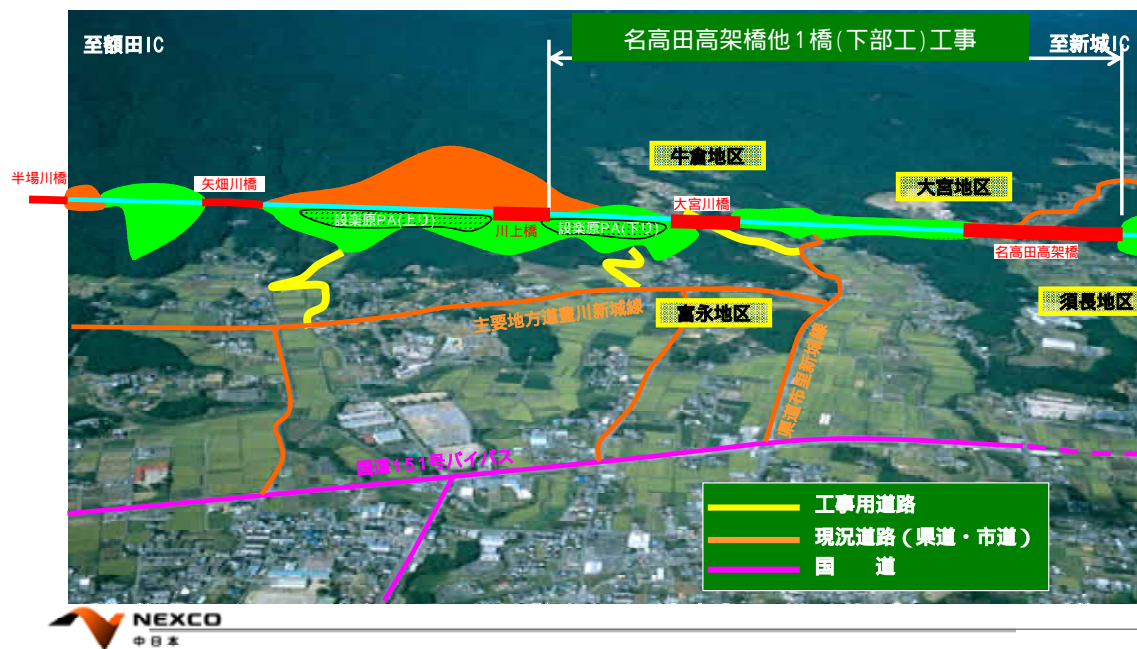 名高田高架橋他1橋(下部工)工事
至額田IC
至新城IC
牛倉地区
半場川橋
矢畑川橋
大宮地区
大宮川橋
設楽原PA(上り)
川上橋
設楽原PA(下り)
名高田高架橋
主要地方道豊川新城線
富永地区
須長地区
県道布里新城線
国道151号バイパス
工事用道路
現況道路(県道・市道)
国 道
NEXCO
中日本